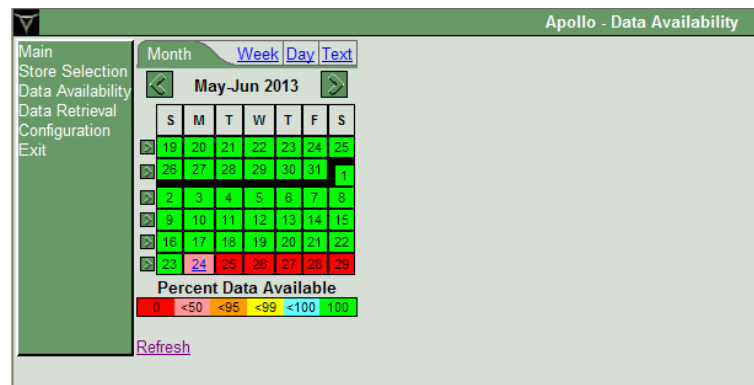 Apollo - Data Availability
Main
Store Selection
Data Availability
Data Retrieval
Configuration
Exit
Month Week Day Text
May-Jun 2013
S M T W T F S
19 20 21 22 23 24 25
26 27 28 29 30 31 1
2 3 4 5 6 7 8
9 10 11 12 13 14 15
16 17 18 19 20 21 22
23 24 25 26 27 28 29
Percent Data Available
0 <50 <95 <99 <100 100
Refresh